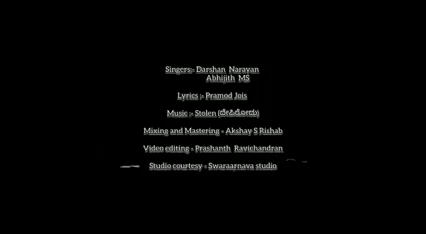 Singers:- Darshan Narayan
Abhijith MS
Lyrics :- Pramod Jois
Music :- Stolen
Mixing and Mastering - Akshay S Rishab
Video editing - Prashanth Ravichandran
Studio courtesy - Swaraarnava studio